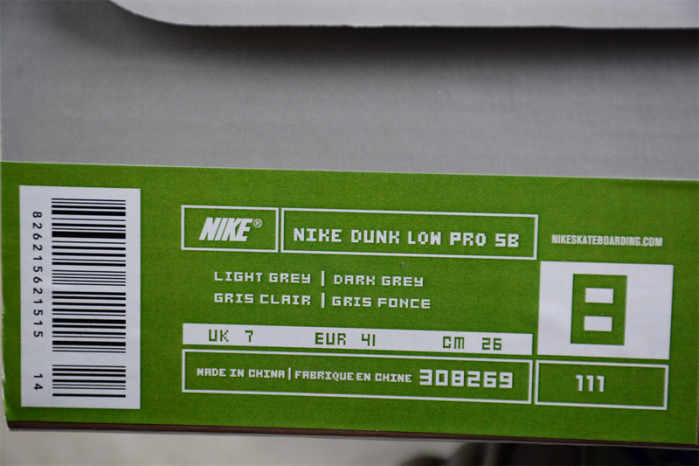 826215621515 14
NIKE®
NIKE DUNK LOW PRO SB
NIKESKATEBOARDING.COM
LIGHT GREY | DARK GREY
GRIS CLAIR | GRIS FONCE
8
UK 7 EUR 41 CM 26
MADE IN CHINA | FABRIQUE EN CHINE 308269
111